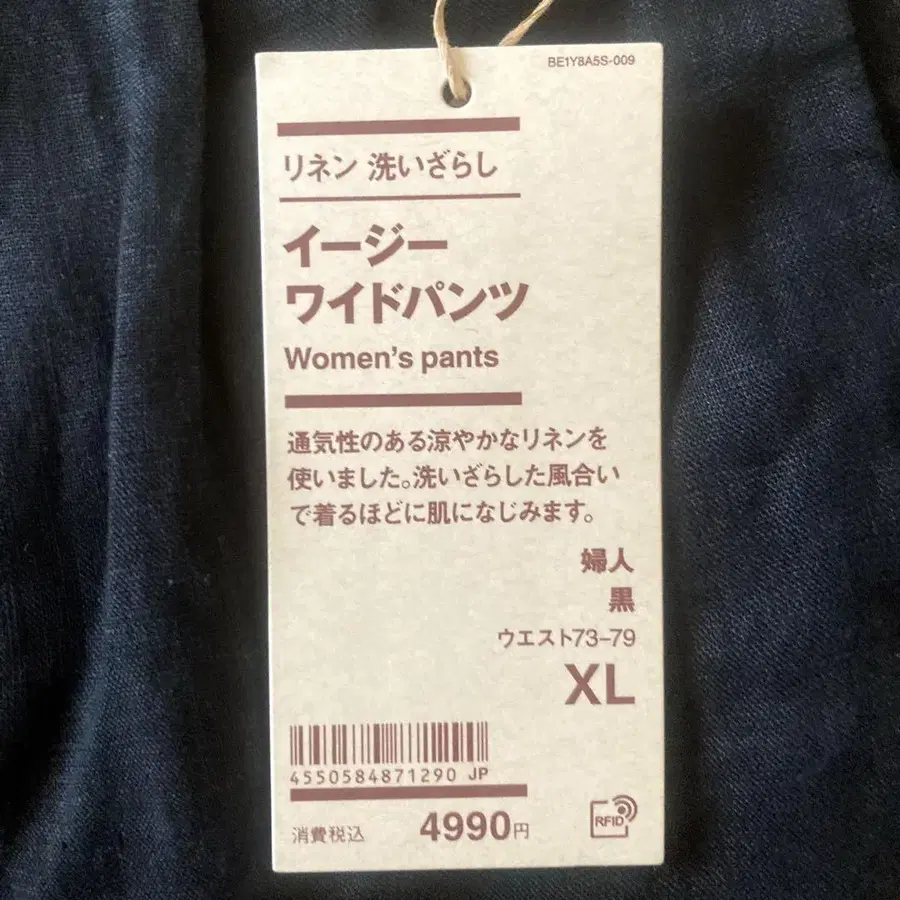 BE1Y8A5S-009
リネン 洗いざらし
イージー
ワイドパンツ
Women's pants
通気性のある涼やかなリネンを
使いました。洗いざらした風合い
で着るほどに肌になじみます。
婦人
黒
ウエスト73-79
XL
4550584871290 JP
消費税込 4990円
RFID